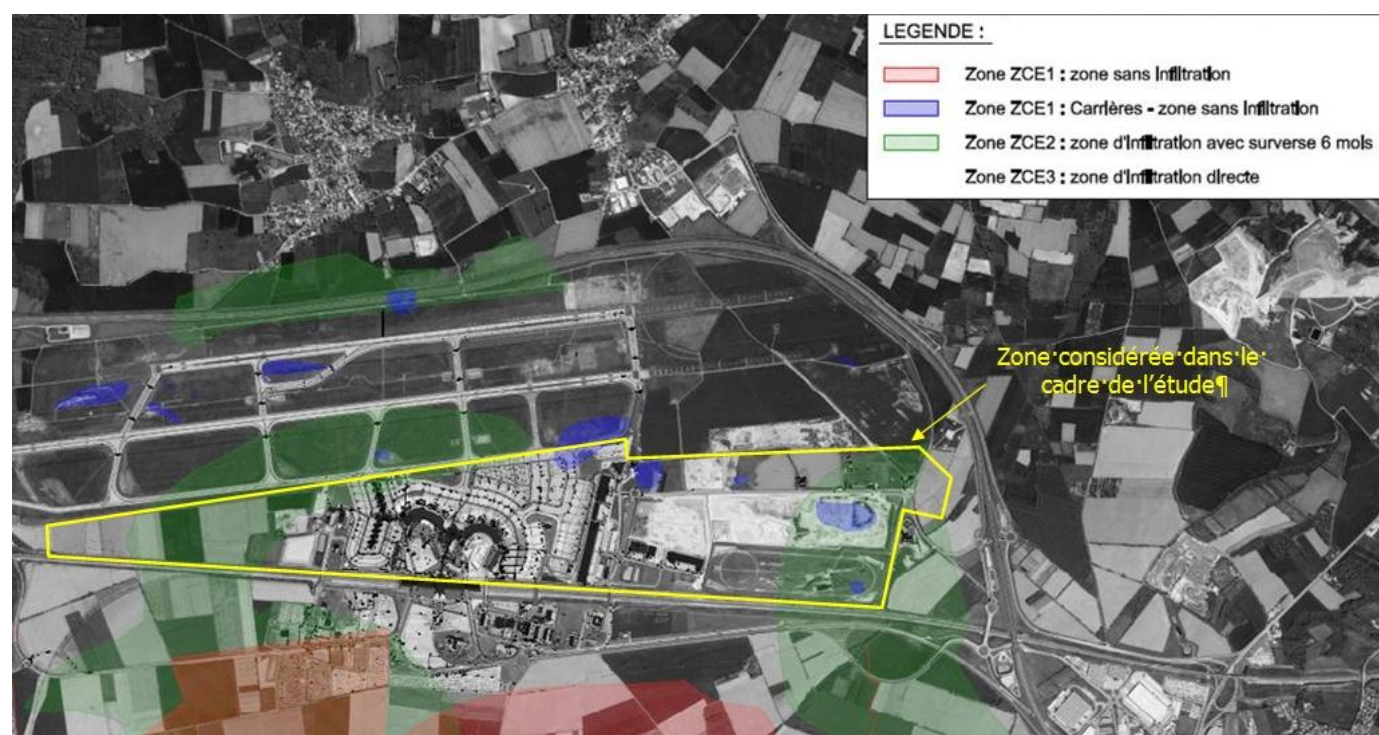 LEGENDE :
Zone ZCE1 : zone sans Infiltration
Zone ZCE1 : Carrières - zone sans Infiltration
Zone ZCE2 : zone d'Infiltration avec surverse 6 mois
Zone ZCE3 : zone d'Infiltration directe
Zone·considérée·dans·le·
cadre·de·l'étude¶